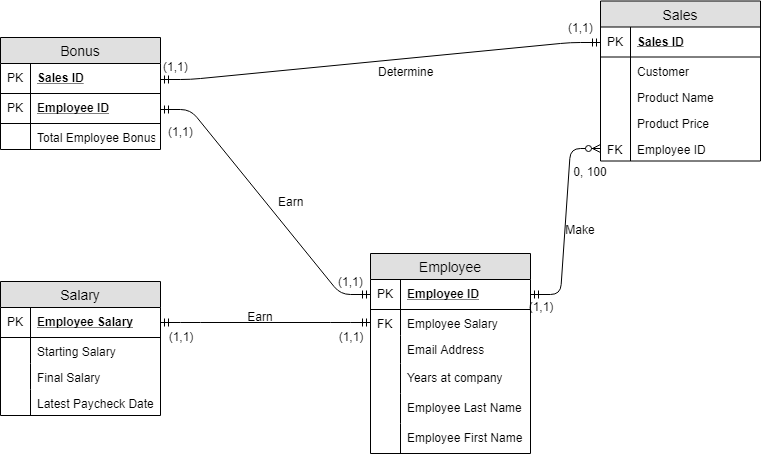 Bonus
PK Sales ID
PK Employee ID
Total Employee Bonus
(1,1)
(1,1)
Determine
(1,1)
Sales
PK Sales ID
Customer
Product Name
Product Price
FK Employee ID
0, 100
Make
Earn
(1,1)
Employee
PK Employee ID
FK Employee Salary
Email Address
Years at company
Employee Last Name
Employee First Name
(1,1)
(1,1)
Earn
(1,1)
Salary
PK Employee Salary
Starting Salary
Final Salary
Latest Paycheck Date